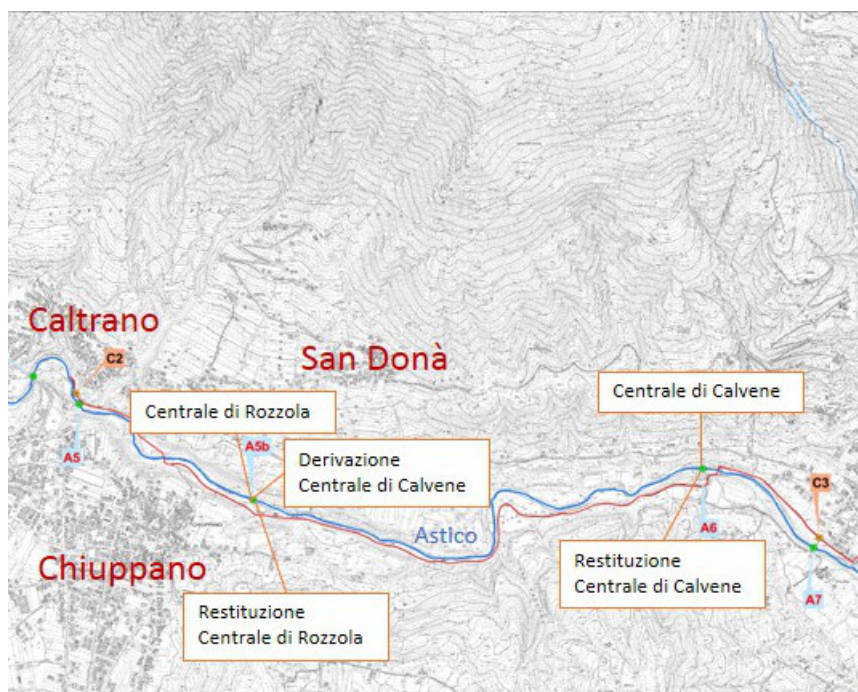 Caltrano
C2
San Donà
Centrale di Calvene
Centrale di Rozzola
A5
A5b
Derivazione
Centrale di Calvene
C3
A6
Astico
Chiuppano
Restituzione
Centrale di Calvene
Restituzione
Centrale di Rozzola
A7